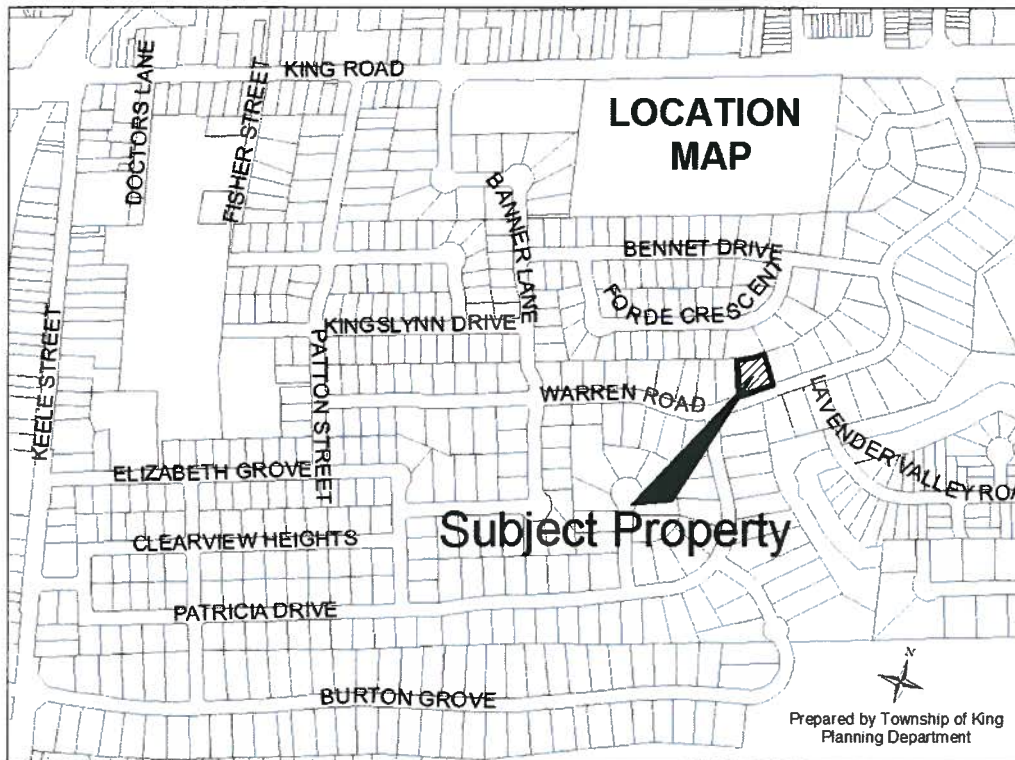 KING ROAD
DOCTORS LANE
FISHER STREET
LOCATION
MAP
BANNER LANE
BENNET DRIVE
FORDE CRESCENT
KINGSLYNN DRIVE
PATTON STREET
KEELE STREET
WARREN ROAD
LAVENDER VALLEY ROA
ELIZABETH GROVE
Subject Property
CLEARVIEW HEIGHTS
PATRICIA DRIVE
BURTON GROVE
N
Prepared by Township of King
Planning Department